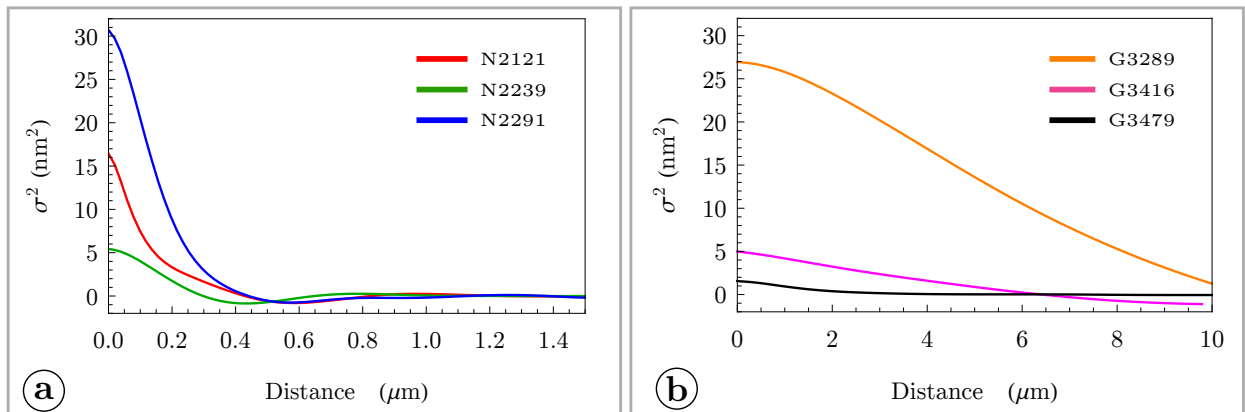 30
25
20
15
10
5
0
σ² (nm²)
0.0 0.2 0.4 0.6 0.8 1.0 1.2 1.4
Distance (μm)
N2121
N2239
N2291
a
30
25
20
15
10
5
0
σ² (nm²)
0 2 4 6 8 10
Distance (μm)
G3289
G3416
G3479
b